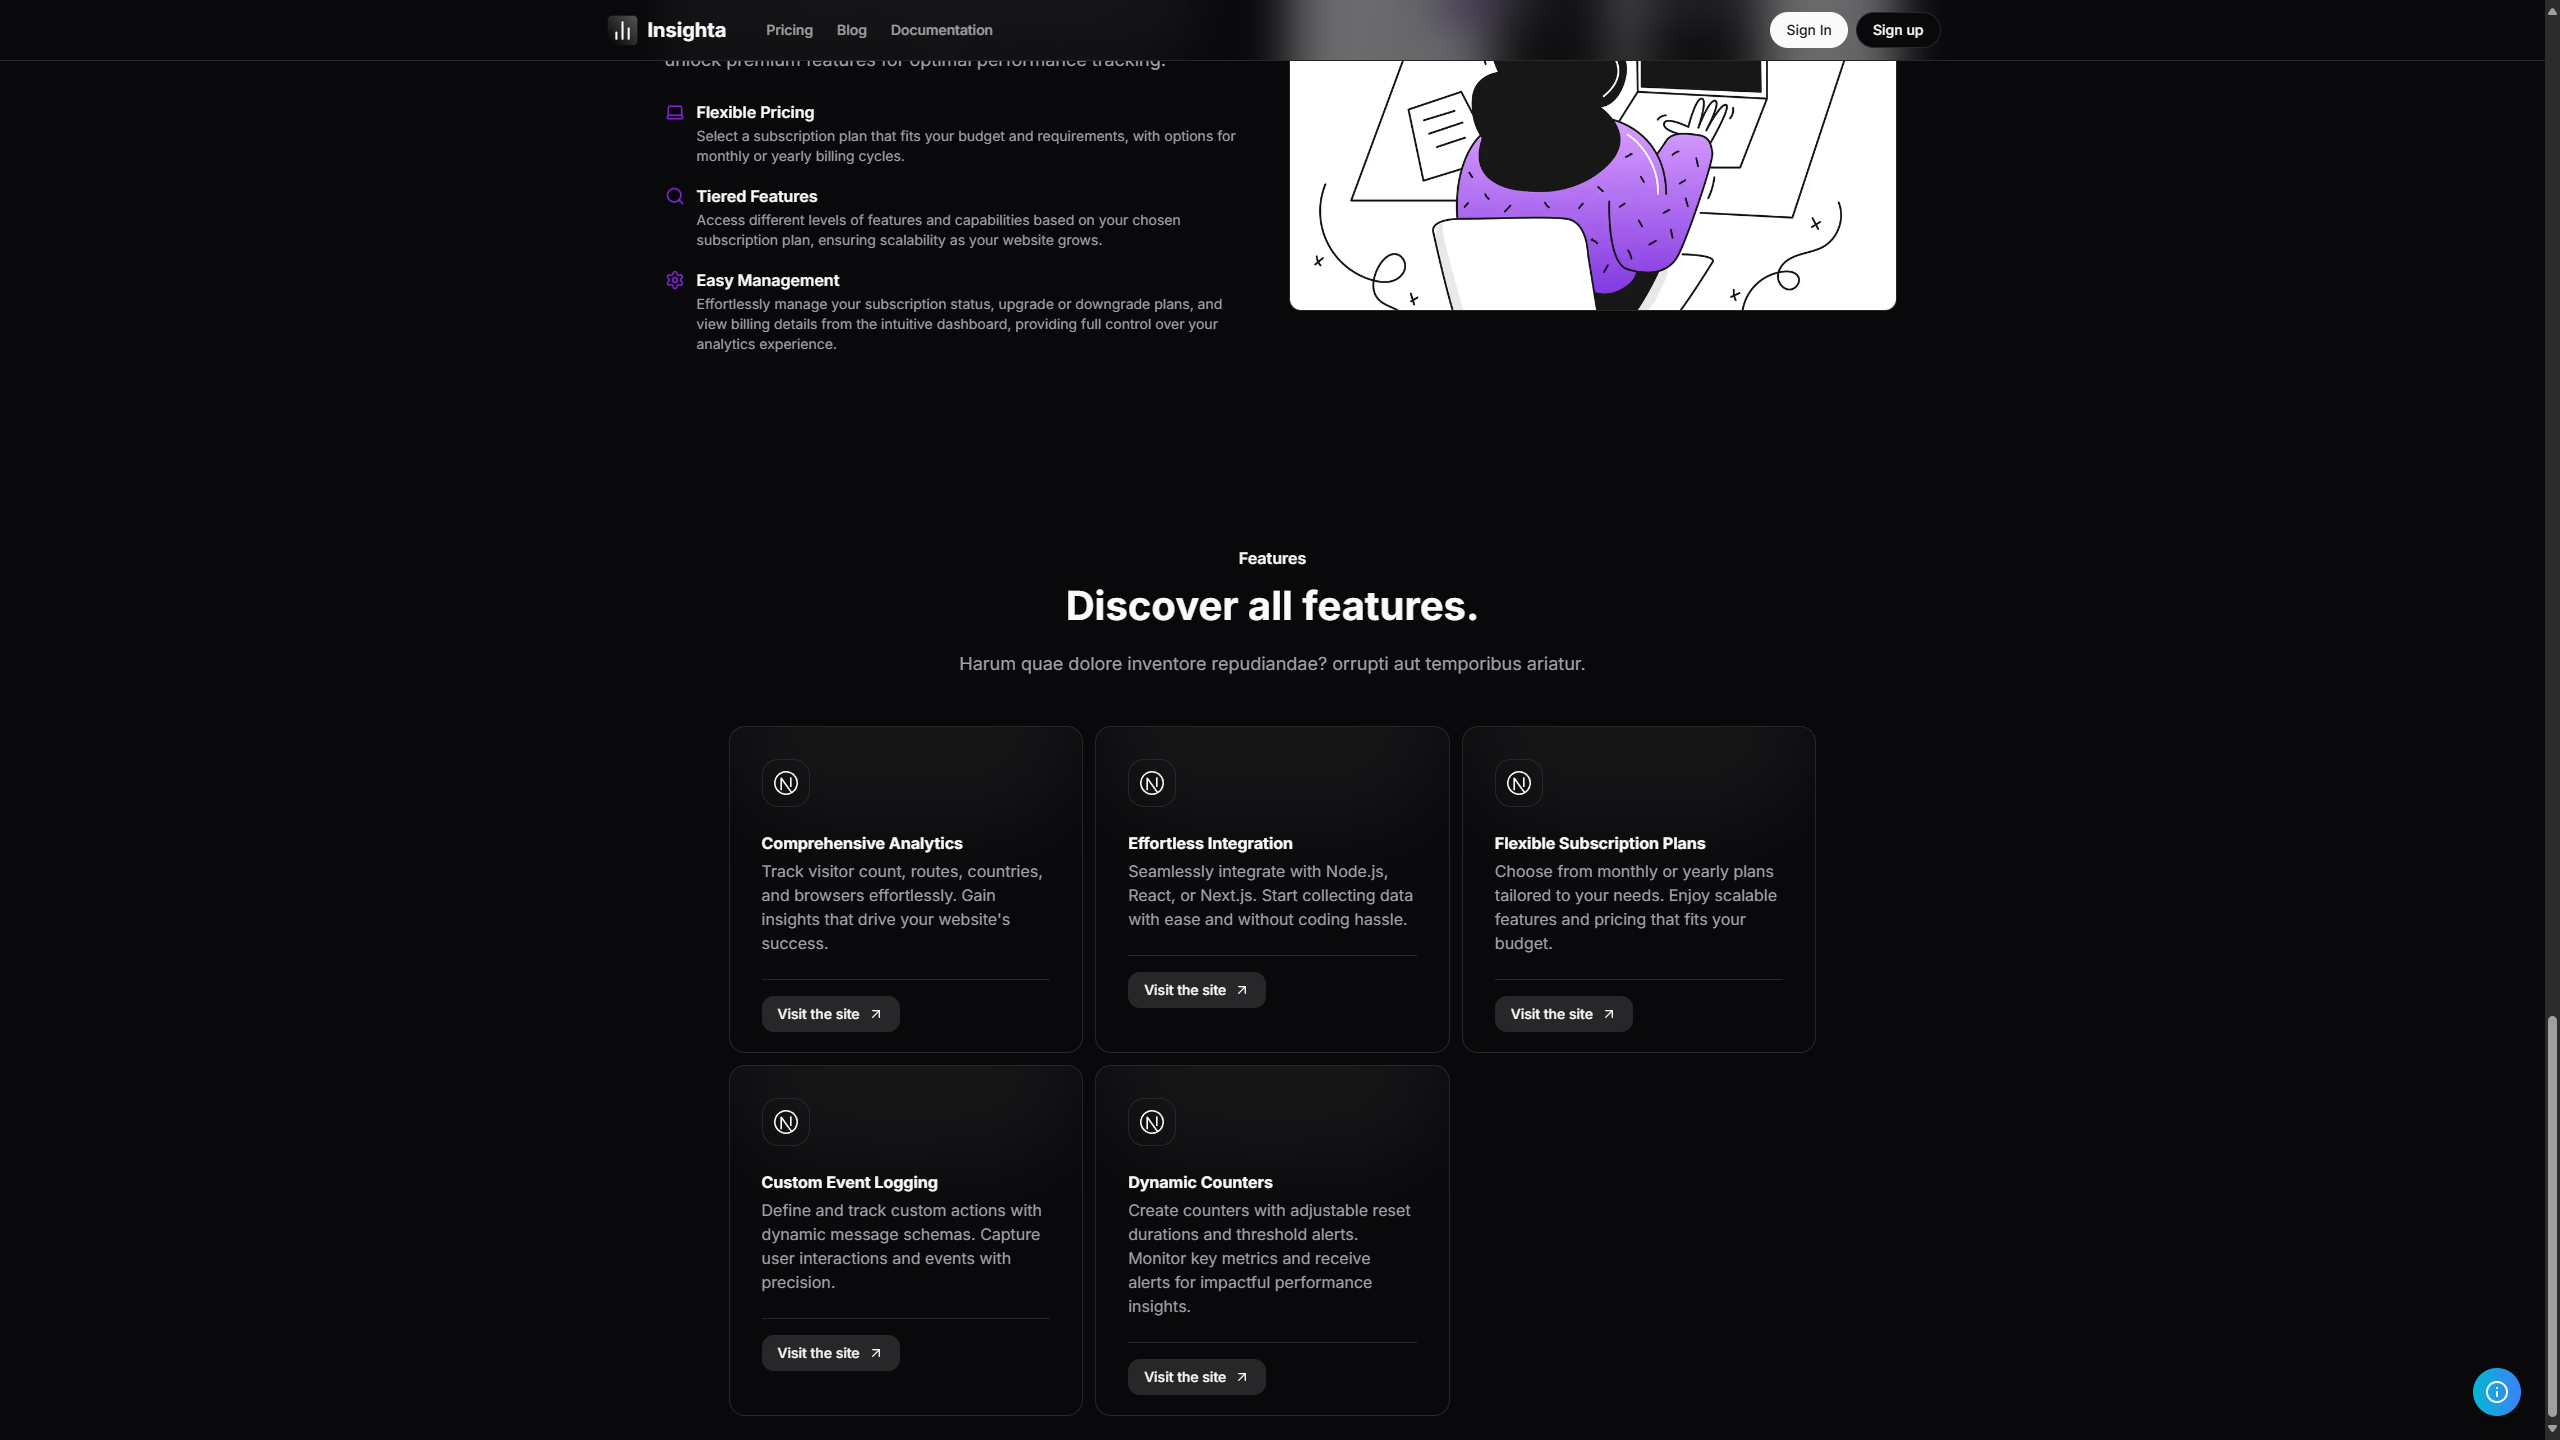 Insighta
Pricing
Blog
Documentation
Sign In
Sign up
unlock premium features for optimal performance tracking.
Flexible Pricing
Select a subscription plan that fits your budget and requirements, with options for
monthly or yearly billing cycles.
Tiered Features
Access different levels of features and capabilities based on your chosen
subscription plan, ensuring scalability as your website grows.
Easy Management
Effortlessly manage your subscription status, upgrade or downgrade plans, and
view billing details from the intuitive dashboard, providing full control over your
analytics experience.
Features
Discover all features.
Harum quae dolore inventore repudiandae? orrupti aut temporibus ariatur.
Comprehensive Analytics
Track visitor count, routes, countries,
and browsers effortlessly. Gain
insights that drive your website's
success.
Visit the site
Effortless Integration
Seamlessly integrate with Node.js,
React, or Next.js. Start collecting data
with ease and without coding hassle.
Visit the site
Flexible Subscription Plans
Choose from monthly or yearly plans
tailored to your needs. Enjoy scalable
features and pricing that fits your
budget.
Visit the site
Custom Event Logging
Define and track custom actions with
dynamic message schemas. Capture
user interactions and events with
precision.
Visit the site
Dynamic Counters
Create counters with adjustable reset
durations and threshold alerts.
Monitor key metrics and receive
alerts for impactful performance
insights.
Visit the site